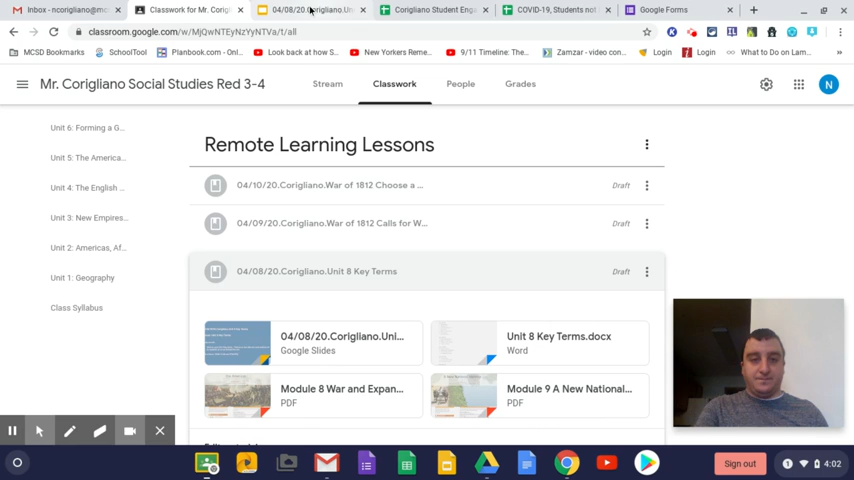 Inbox - ncorigliano@mc
Classwork for Mr. Corigl
04/08/20.Corigliano.Un
Corigliano Student Eng
COVID-19, Students not
Google Forms
classroom.google.com/w/MjQwNTEyNzYyNTVa/t/all
MCSD Bookmarks
SchoolTool
Planbook.com - Onl...
Look back at how S...
New Yorkers Reme...
9/11 Timeline: The...
Zamzar - video con...
Login
Login
What to Do on Lam...
Mr. Corigliano Social Studies Red 3-4
Stream
Classwork
People
Grades
N
Unit 6: Forming a G...
Unit 5: The America...
Unit 4: The English ...
Unit 3: New Empires...
Unit 2: Americas, Af...
Unit 1: Geography
Class Syllabus
Remote Learning Lessons
04/10/20.Corigliano.War of 1812 Choose a ...
Draft
04/09/20.Corigliano.War of 1812 Calls for W...
Draft
04/08/20.Corigliano.Unit 8 Key Terms
Draft
04/08/20.Corigliano.Uni...
Google Slides
Unit 8 Key Terms.docx
Word
Module 8 War and Expan...
PDF
Module 9 A New National...
PDF
Sign out
1
4:02